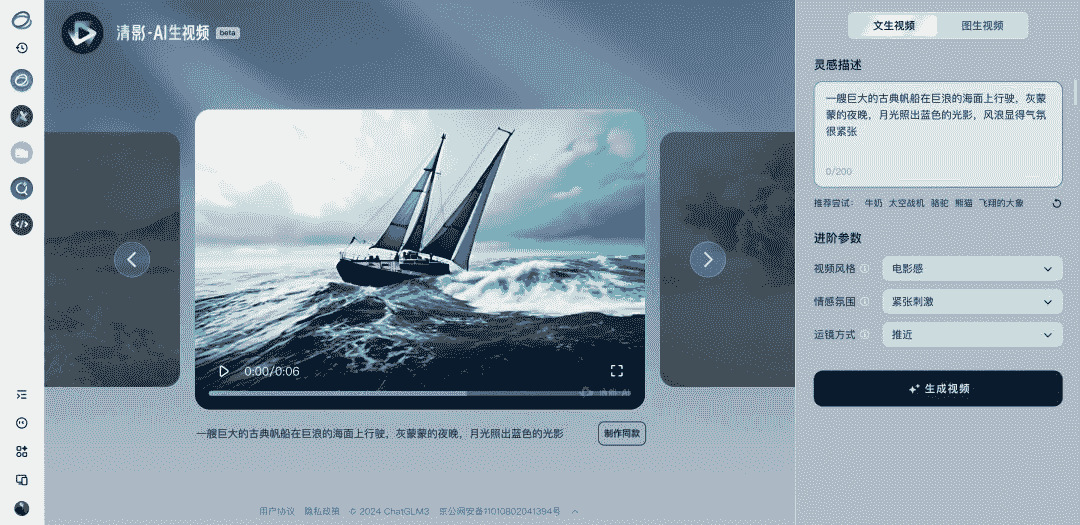 清影-AI生视频 beta
0:00/0:06
清影·AI
一艘巨大的古典帆船在巨浪的海面上行驶，灰蒙蒙的夜晚，月光照出蓝色的光影
制作同款
用户协议 隐私政策 © 2024 ChatGLM3 京公网安备11010802041394号
文生视频 图生视频
灵感描述
一艘巨大的古典帆船在巨浪的海面上行驶，灰蒙
蒙的夜晚，月光照出蓝色的光影，风浪显得气氛
很紧张
0/200
推荐尝试： 牛奶 太空战机 骆驼 熊猫 飞翔的大象
进阶参数
视频风格 电影感
情感氛围 紧张刺激
运镜方式 推近
生成视频